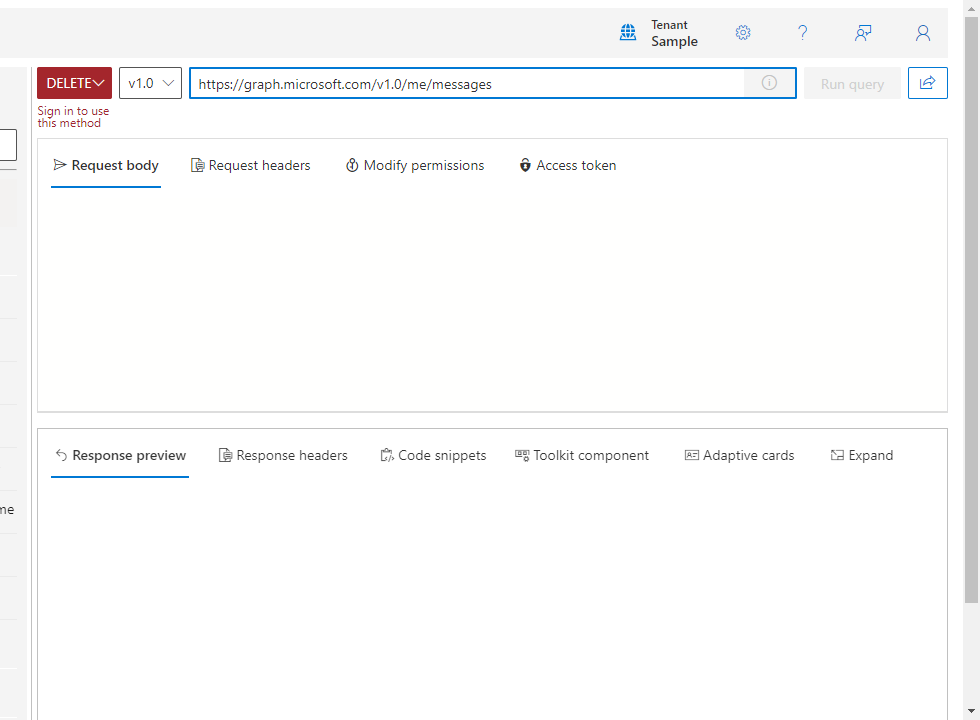 Tenant
Sample
DELETE
v1.0
https://graph.microsoft.com/v1.0/me/messages
Run query
Sign in to use
this method
Request body
Request headers
Modify permissions
Access token
Response preview
Response headers
Code snippets
Toolkit component
Adaptive cards
Expand
me